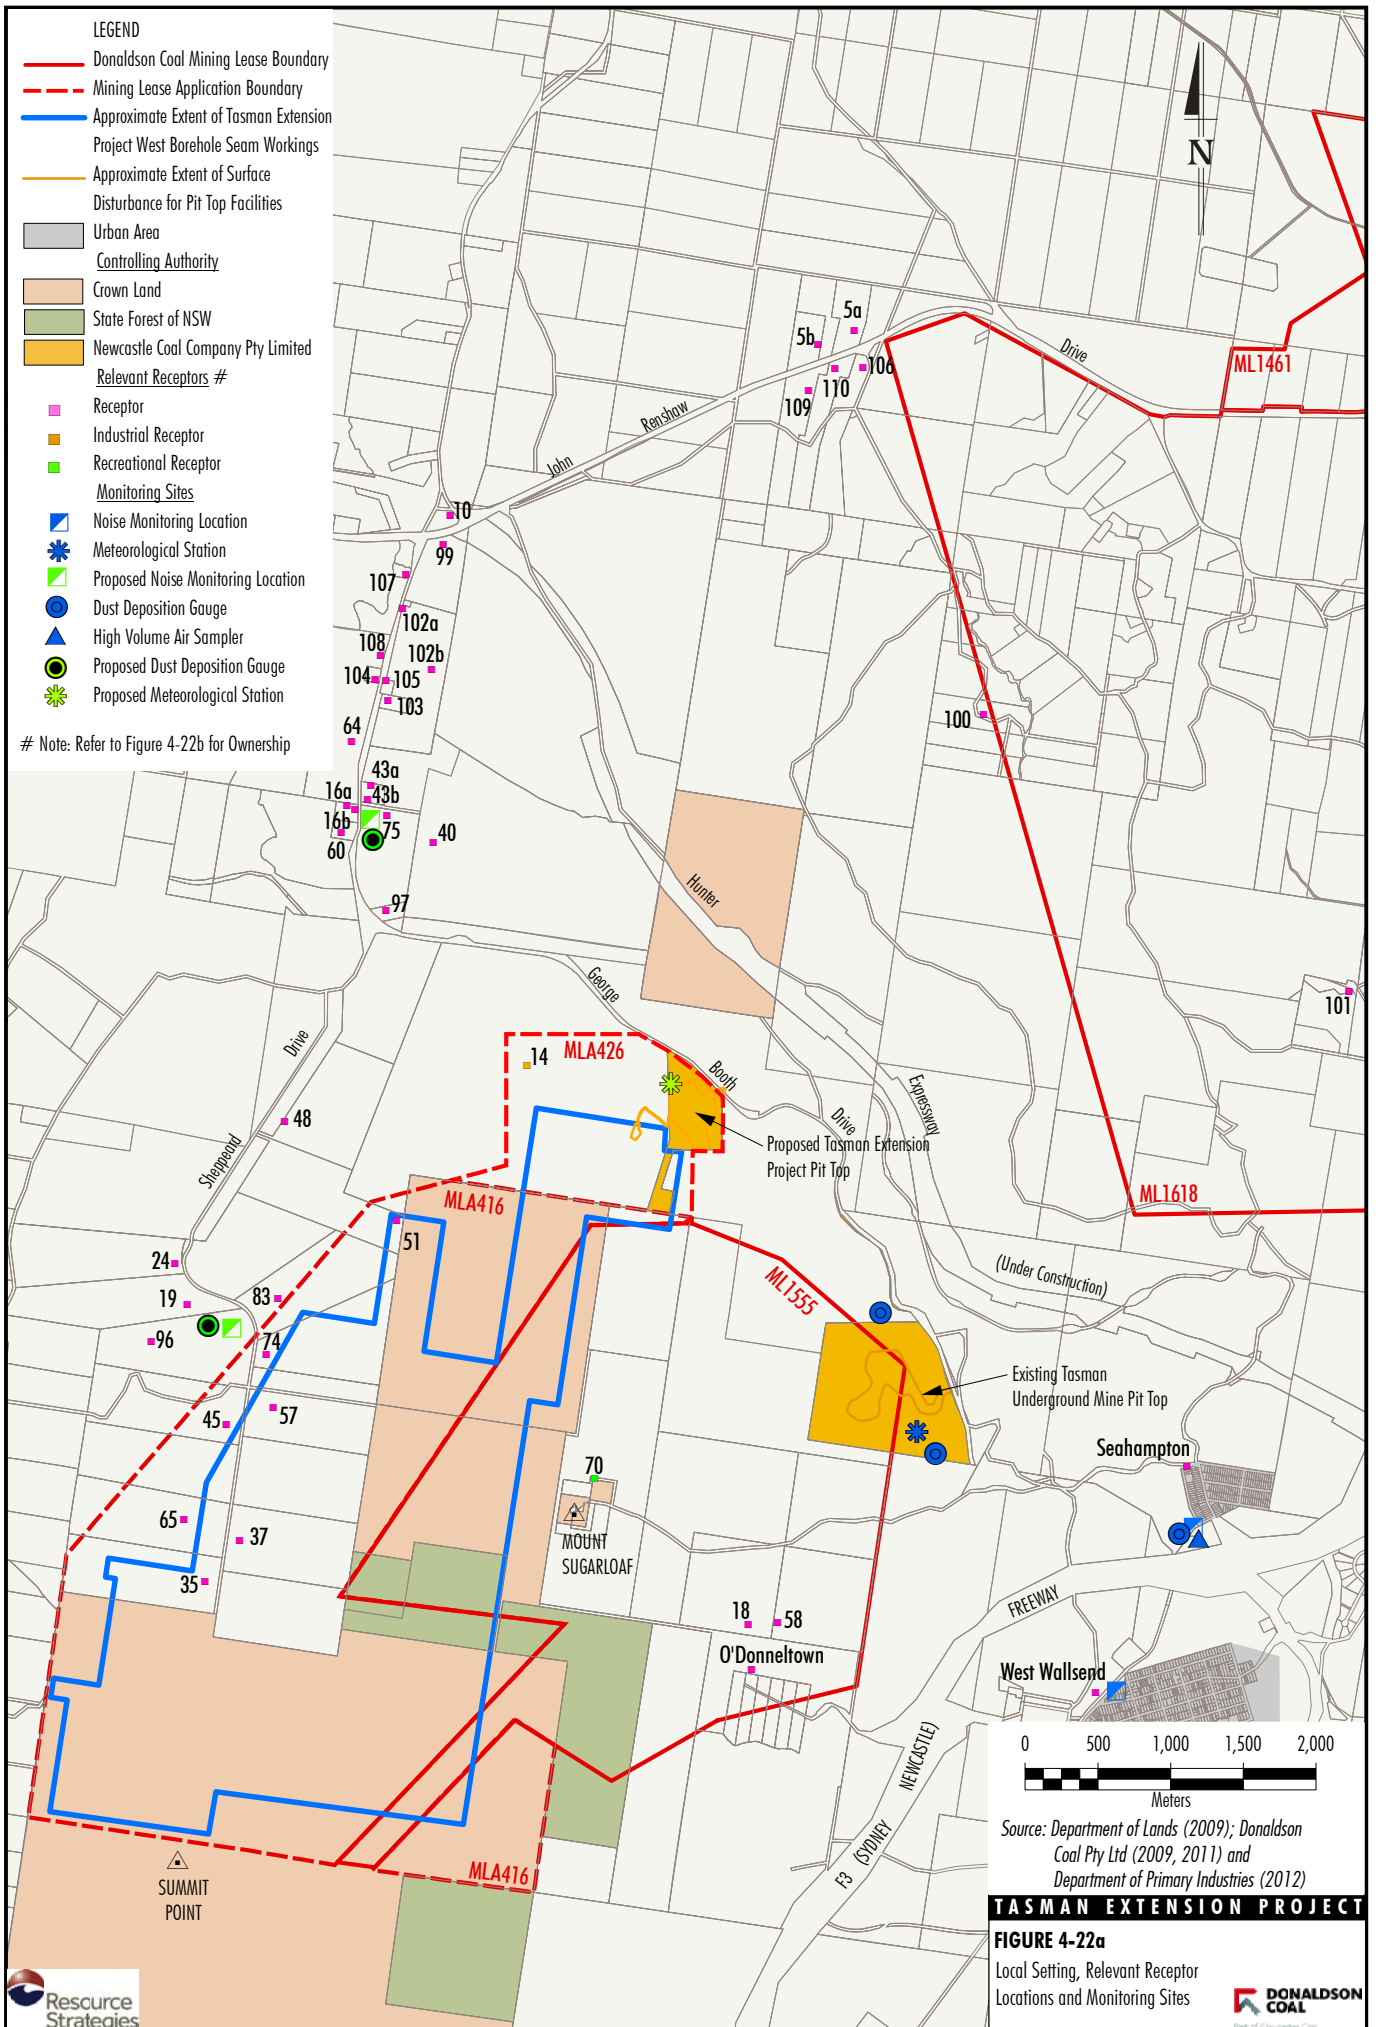 LEGEND
Donaldson Coal Mining Lease Boundary
Mining Lease Application Boundary
Approximate Extent of Tasman Extension
Project West Borehole Seam Workings
Approximate Extent of Surface
Disturbance for Pit Top Facilities
Urban Area
Controlling Authority
Crown Land
State Forest of NSW
Newcastle Coal Company Pty Limited
Relevant Receptors #
Receptor
Industrial Receptor
Recreational Receptor
Monitoring Sites
Noise Monitoring Location
Meteorological Station
Proposed Noise Monitoring Location
Dust Deposition Gauge
High Volume Air Sampler
Proposed Dust Deposition Gauge
Proposed Meteorological Station
# Note: Refer to Figure 4-22b for Ownership
N
5a
5b
106
110
109
Drive
ML1461
Renshaw
John
10
99
107
102a
108
102b
104
105
103
64
100
43a
16a
43b
16b
75
40
60
97
Hunter
George
101
Drive
14
MLA426
Booth
Expressway
Drive
48
Proposed Tasman Extension
Project Pit Top
Sheppeard
MLA416
ML1618
51
24
ML1555
(Under Construction)
19
83
96
74
Existing Tasman
Underground Mine Pit Top
57
45
Seahampton
70
65
37
MOUNT
SUGARLOAF
35
FREEWAY
18
58
O'Donneltown
West Wallsend
NEWCASTLE)
(SYDNEY
F3
MLA416
SUMMIT
POINT
0 500 1,000 1,500 2,000
Meters
Source: Department of Lands (2009); Donaldson
Coal Pty Ltd (2009, 2011) and
Department of Primary Industries (2012)
TASMAN EXTENSION PROJECT
FIGURE 4-22a
Local Setting, Relevant Receptor
Locations and Monitoring Sites
Resource
Strategies
DONALDSON
COAL